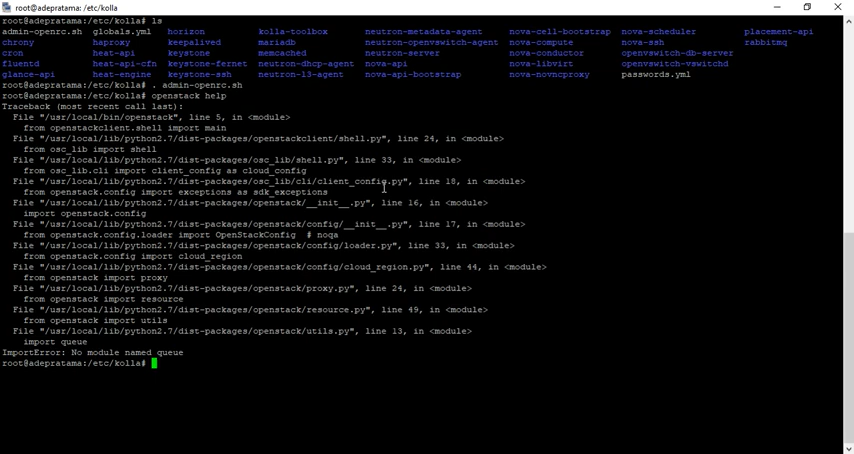 root@adepratama: /etc/kolla
root@adepratama:/etc/kolla# ls
admin-openrc.sh globals.yml horizon kolla-toolbox neutron-metadata-agent nova-cell-bootstrap nova-scheduler placement-api
chrony haproxy keepalived mariadb neutron-openvswitch-agent nova-compute nova-ssh rabbitmq
cron heat-api keystone memcached neutron-server nova-conductor openvswitch-db-server
fluentd heat-api-cfn keystone-fernet neutron-dhcp-agent nova-api nova-libvirt openvswitch-vswitchd
glance-api heat-engine keystone-ssh neutron-l3-agent nova-api-bootstrap nova-novncproxy passwords.yml
root@adepratama:/etc/kolla# . admin-openrc.sh
root@adepratama:/etc/kolla# openstack help
Traceback (most recent call last):
File "/usr/local/bin/openstack", line 5, in <module>
from openstackclient.shell import main
File "/usr/local/lib/python2.7/dist-packages/openstackclient/shell.py", line 24, in <module>
from osc_lib import shell
File "/usr/local/lib/python2.7/dist-packages/osc_lib/shell.py", line 33, in <module>
from osc_lib.cli import client_config as cloud_config
File "/usr/local/lib/python2.7/dist-packages/osc_lib/cli/client_config.py", line 18, in <module>
from openstack.config import exceptions as sdk_exceptions
File "/usr/local/lib/python2.7/dist-packages/openstack/__init__.py", line 16, in <module>
import openstack.config
File "/usr/local/lib/python2.7/dist-packages/openstack/config/__init__.py", line 17, in <module>
from openstack.config.loader import OpenStackConfig # noqa
File "/usr/local/lib/python2.7/dist-packages/openstack/config/loader.py", line 33, in <module>
from openstack.config import cloud_region
File "/usr/local/lib/python2.7/dist-packages/openstack/config/cloud_region.py", line 44, in <module>
from openstack import proxy
File "/usr/local/lib/python2.7/dist-packages/openstack/proxy.py", line 24, in <module>
from openstack import resource
File "/usr/local/lib/python2.7/dist-packages/openstack/resource.py", line 49, in <module>
from openstack import utils
File "/usr/local/lib/python2.7/dist-packages/openstack/utils.py", line 13, in <module>
import queue
ImportError: No module named queue
root@adepratama:/etc/kolla#